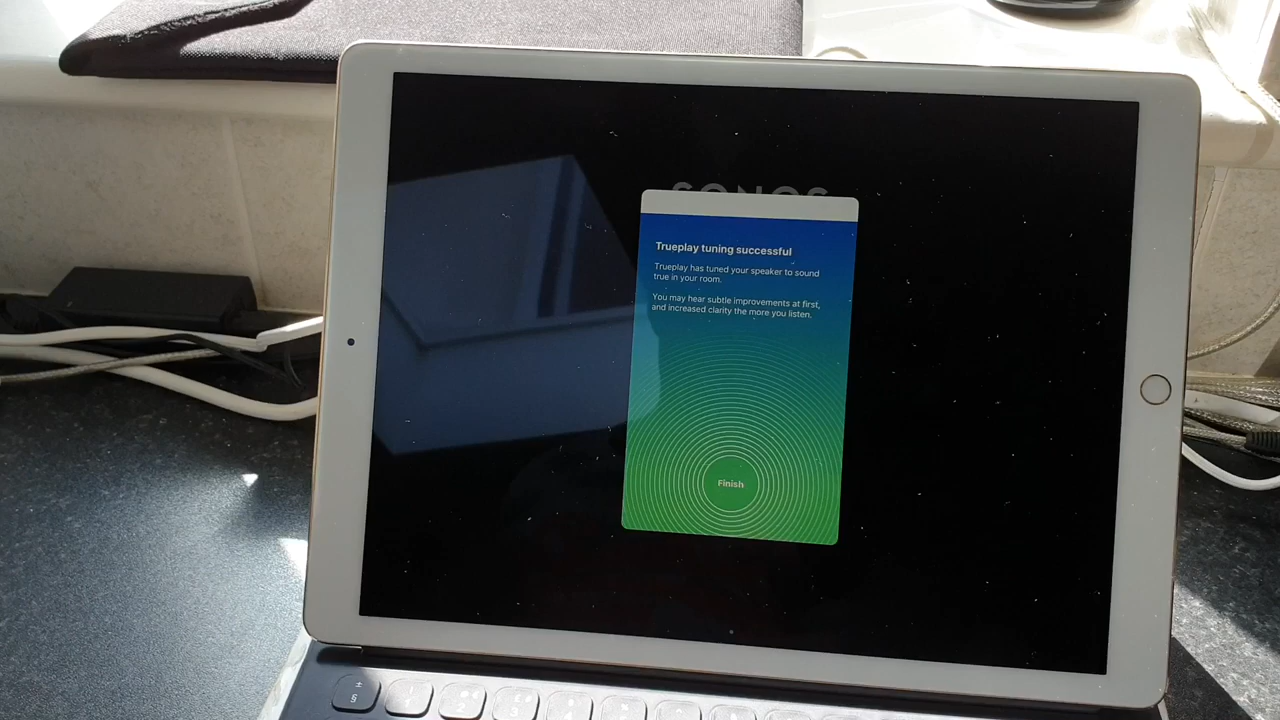 SONOS
Trueplay tuning successful
Trueplay has tuned your speaker to sound
true in your room.
You may hear subtle improvements at first,
and increased clarity the more you listen.
Finish
±
§